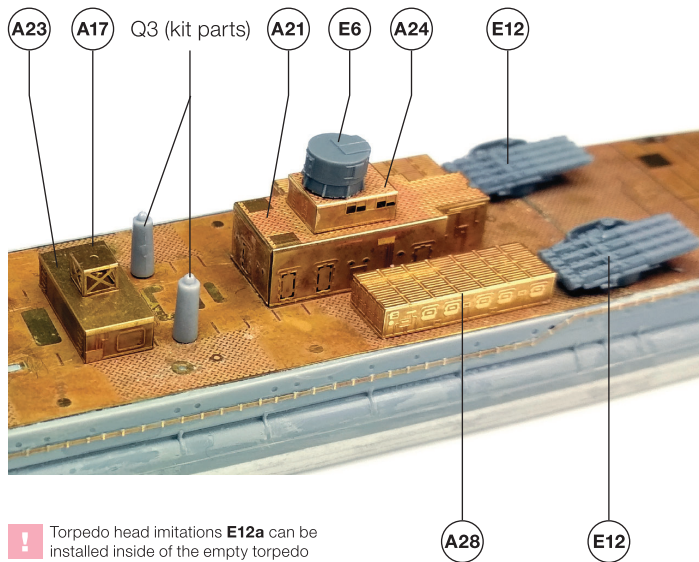 A23 A17 Q3 (kit parts) A21 E6 A24 E12
! Torpedo head imitations E12a can be
installed inside of the empty torpedo
A28 E12